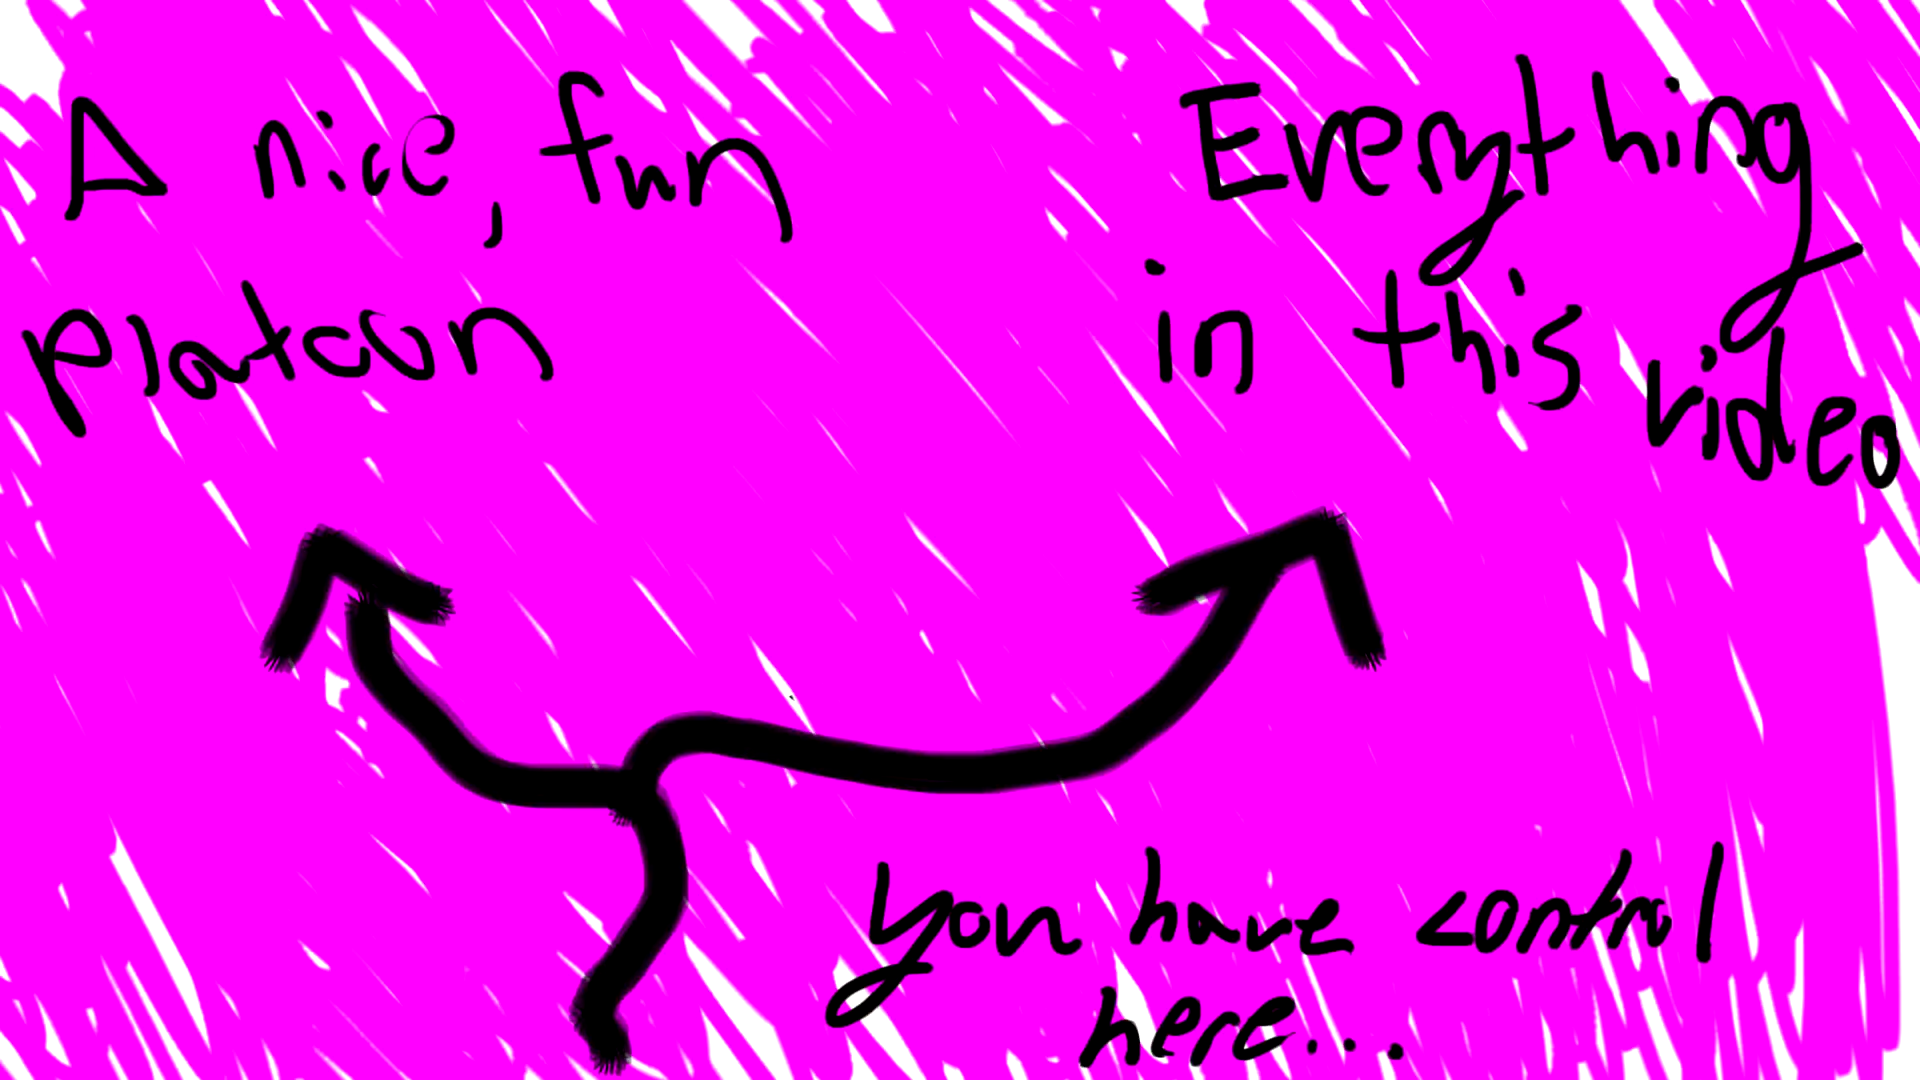 A nice, fun
platoon
Everything
in this video
you have control
here...